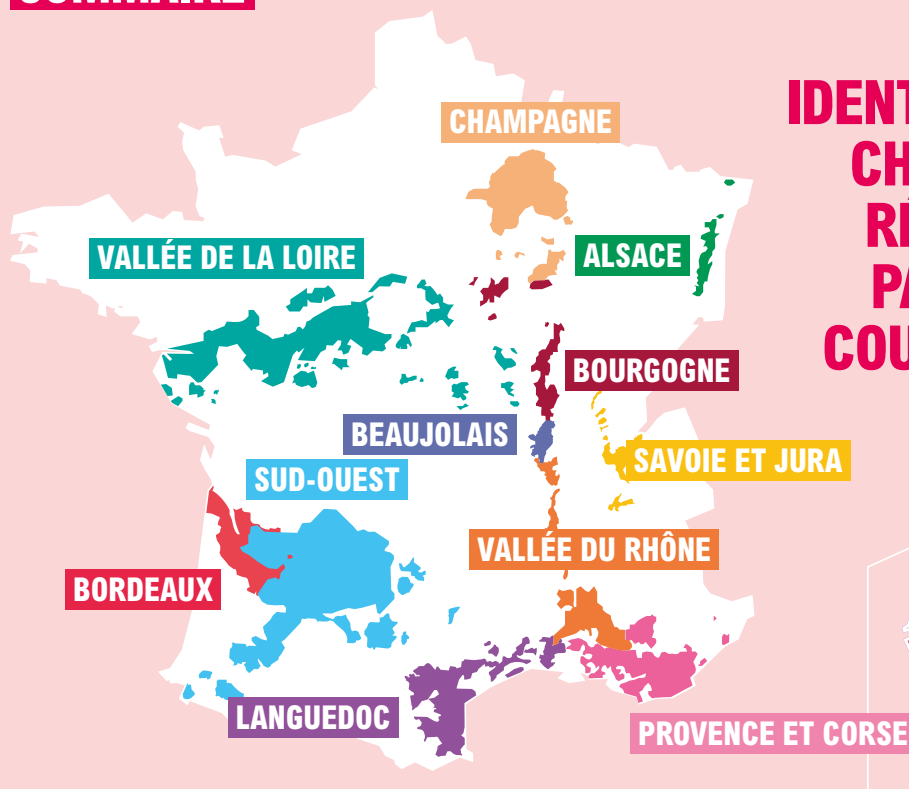 SOMMAIRE
CHAMPAGNE
VALLÉE DE LA LOIRE
ALSACE
BOURGOGNE
BEAUJOLAIS
SAVOIE ET JURA
SUD-OUEST
VALLÉE DU RHÔNE
BORDEAUX
LANGUEDOC
PROVENCE ET CORSE